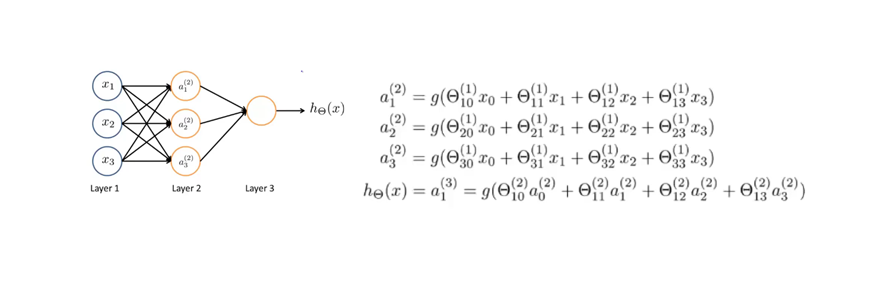 x₁
x₂
x₃
a₁⁽²⁾
a₂⁽²⁾
a₃⁽²⁾
h_Θ(x)
Layer 1 Layer 2 Layer 3
a₁⁽²⁾ = g(Θ₁₀⁽¹⁾x₀ + Θ₁₁⁽¹⁾x₁ + Θ₁₂⁽¹⁾x₂ + Θ₁₃⁽¹⁾x₃)
a₂⁽²⁾ = g(Θ₂₀⁽¹⁾x₀ + Θ₂₁⁽¹⁾x₁ + Θ₂₂⁽¹⁾x₂ + Θ₂₃⁽¹⁾x₃)
a₃⁽²⁾ = g(Θ₃₀⁽¹⁾x₀ + Θ₃₁⁽¹⁾x₁ + Θ₃₂⁽¹⁾x₂ + Θ₃₃⁽¹⁾x₃)
h_Θ(x) = a₁⁽³⁾ = g(Θ₁₀⁽²⁾a₀⁽²⁾ + Θ₁₁⁽²⁾a₁⁽²⁾ + Θ₁₂⁽²⁾a₂⁽²⁾ + Θ₁₃⁽²⁾a₃⁽²⁾)